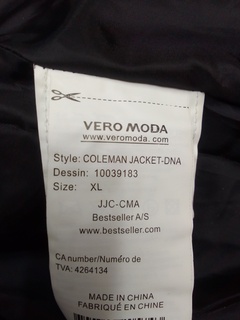 VERO MODA
www.veromoda.com
Style: COLEMAN JACKET-DNA
Dessin: 10039183
Size: XL
JJC-CMA
Bestseller A/S
www.bestseller.com
CA number/Numéro de
TVA: 4264134
MADE IN CHINA
FABRIQUÉ EN CHINE